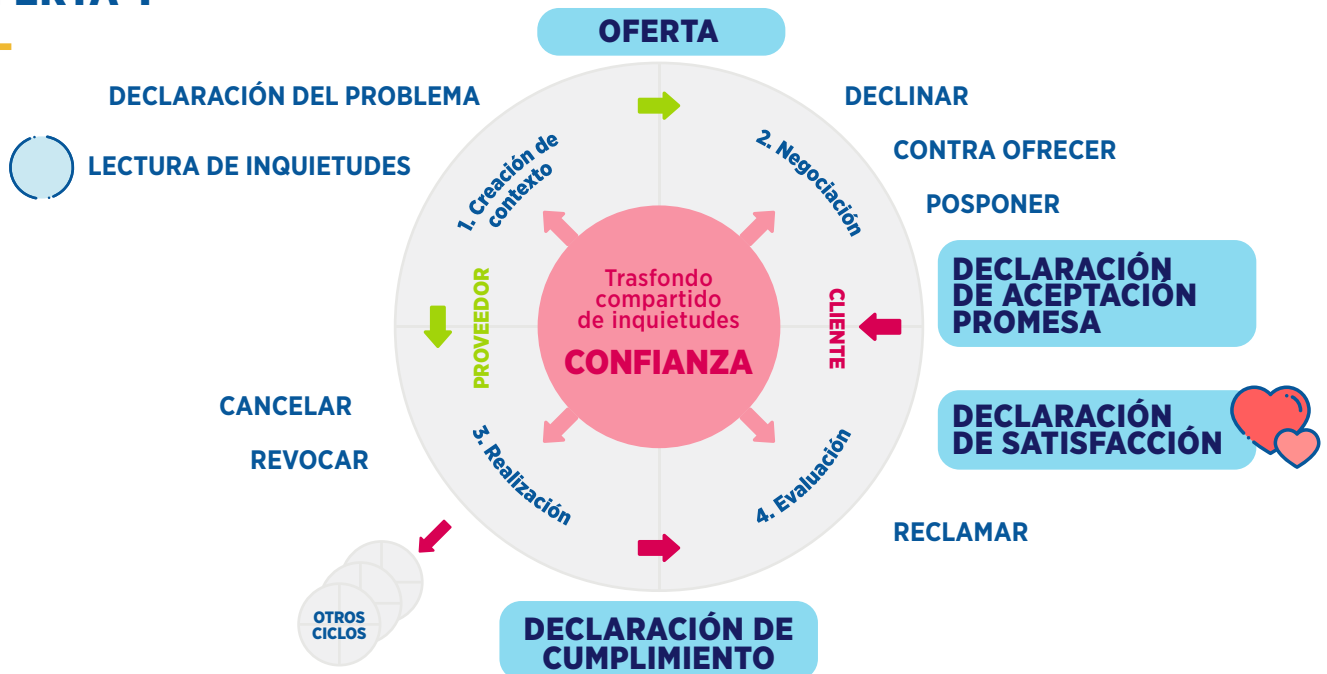 OFERTA
DECLARACIÓN DEL PROBLEMA
LECTURA DE INQUIETUDES
1. Creación de
contexto
2. Negociación
DECLINAR
CONTRA OFRECER
POSPONER
DECLARACIÓN
DE ACEPTACIÓN
PROMESA
PROVEEDOR
Trasfondo
compartido
de inquietudes
CONFIANZA
CLIENTE
CANCELAR
REVOCAR
3. Realización
4. Evaluación
DECLARACIÓN
DE SATISFACCIÓN
RECLAMAR
OTROS
CICLOS
DECLARACIÓN DE
CUMPLIMIENTO